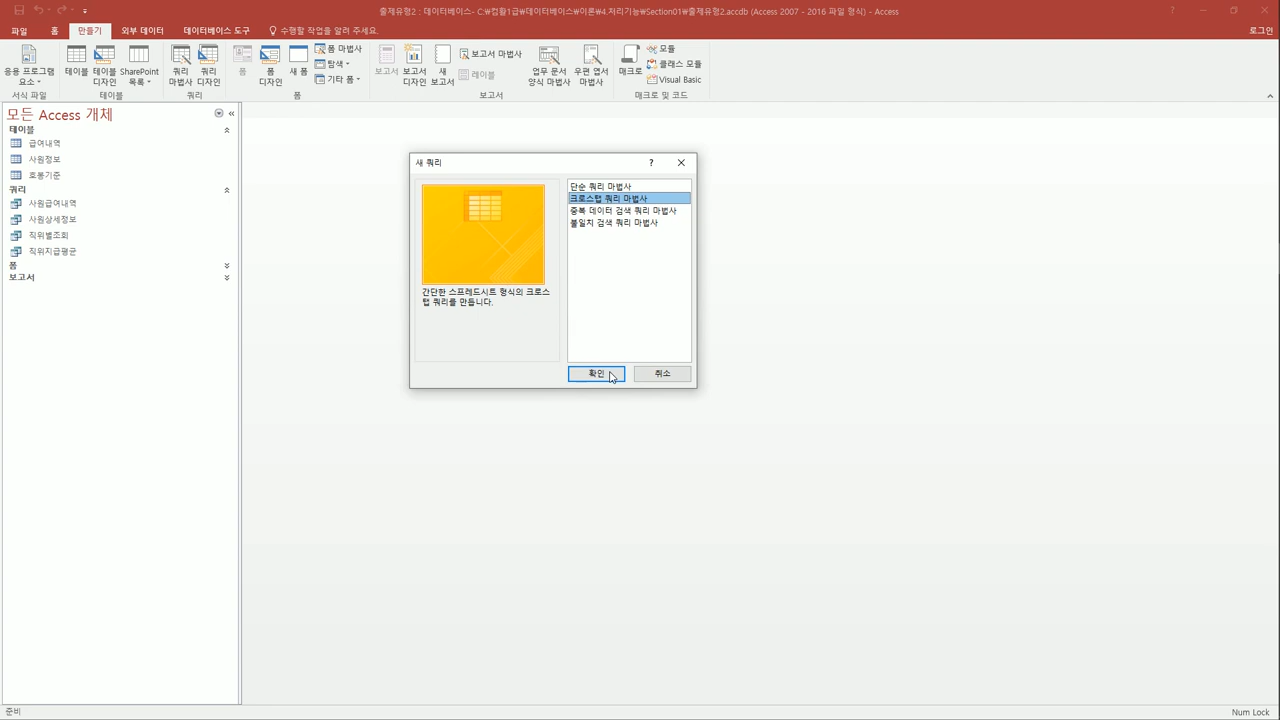 출제유형2 : 데이터베이스- C:₩컴활1급₩데이터베이스₩이론₩4.처리기능₩Section01₩출제유형2.accdb (Access 2007 - 2016 파일 형식) - Access
?
파일 홈 만들기 외부 데이터 데이터베이스 도구 수행할 작업을 알려 주세요.
로그인
응용 프로그램 요소
서식 파일
테이블
테이블 디자인
SharePoint 목록
테이블
쿼리 마법사
쿼리 디자인
쿼리
폼
폼 디자인
새 폼
폼 마법사
탐색
기타 폼
폼
보고서
보고서 디자인
새 보고서
보고서 마법사
레이블
업무 문서 양식 마법사
우편 엽서 마법사
보고서
매크로
모듈
클래스 모듈
Visual Basic
매크로 및 코드
모든 Access 개체
테이블
급여내역
사원정보
호봉기준
쿼리
사원급여내역
사원상세정보
직위별조회
직위지급평균
폼
보고서
새 쿼리
?
단순 쿼리 마법사
크로스탭 쿼리 마법사
중복 데이터 검색 쿼리 마법사
불일치 검색 쿼리 마법사
간단한 스프레드시트 형식의 크로스
탭 쿼리를 만듭니다.
확인 취소
준비
Num Lock